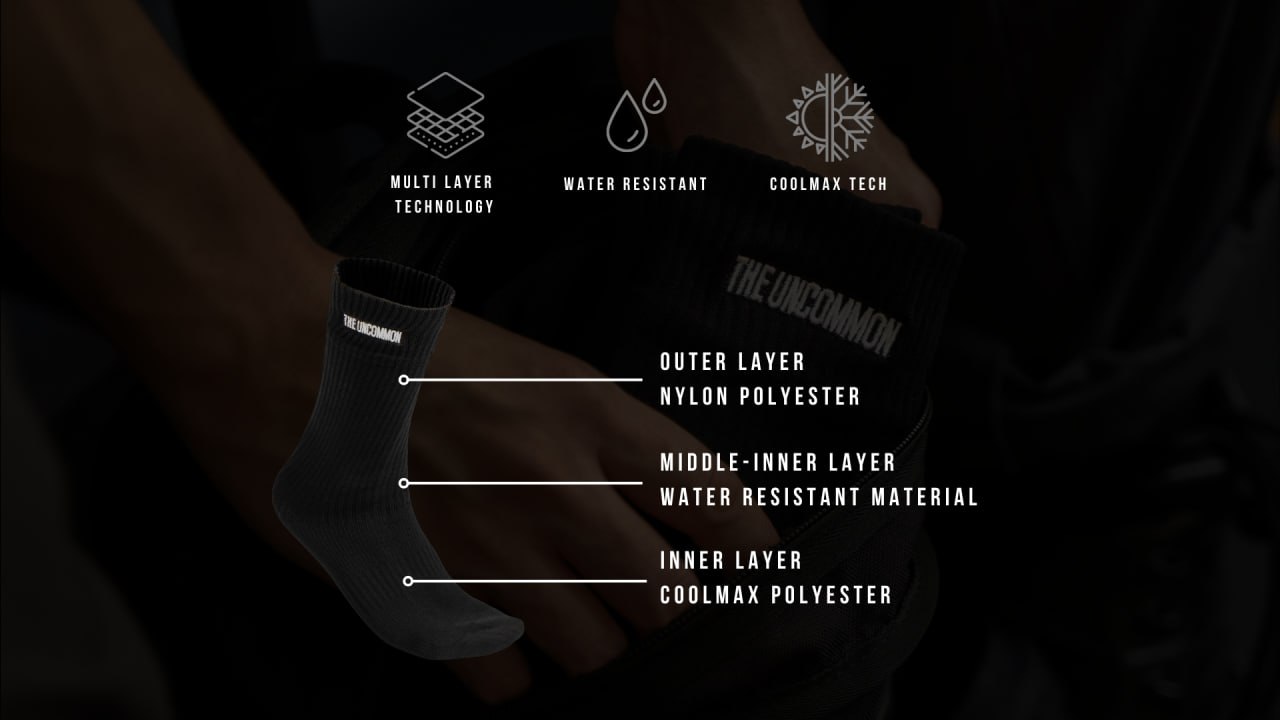 MULTI LAYER
TECHNOLOGY
WATER RESISTANT
COOLMAX TECH
THE UNCOMMON
THE UNCOMMON
OUTER LAYER
NYLON POLYESTER
MIDDLE-INNER LAYER
WATER RESISTANT MATERIAL
INNER LAYER
COOLMAX POLYESTER